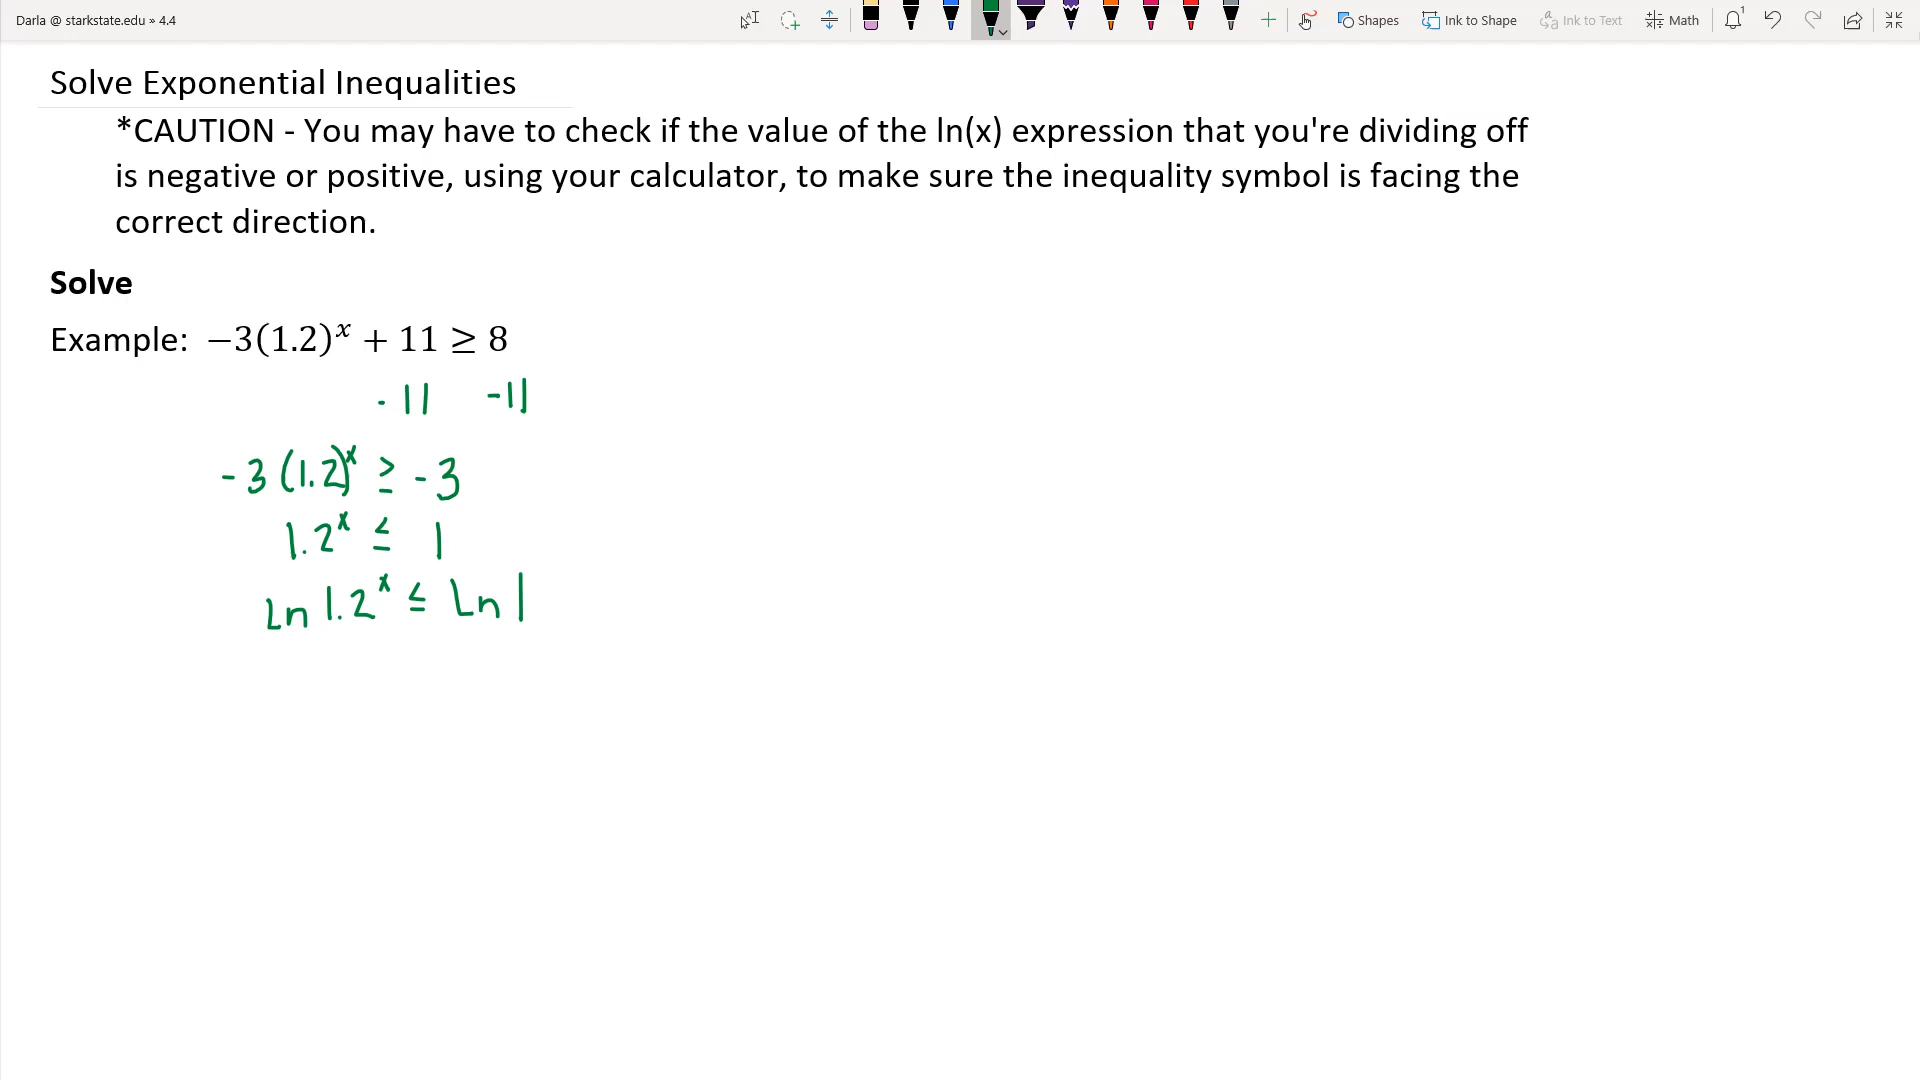 Darla @ starkstate.edu » 4.4
Shapes Ink to Shape Ink to Text Math 1
Solve Exponential Inequalities
*CAUTION - You may have to check if the value of the ln(x) expression that you're dividing off
is negative or positive, using your calculator, to make sure the inequality symbol is facing the
correct direction.
Solve
Example: −3(1.2)^x + 11 ≥ 8
- 11 -11
-3 (1.2)^x ≥ -3
1.2^x ≤ 1
Ln 1.2^x ≤ Ln 1